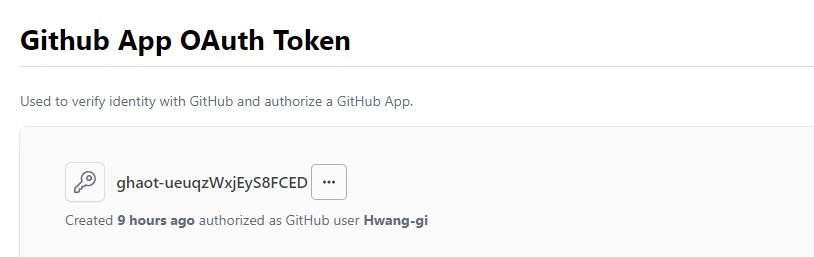 Github App OAuth Token
Used to verify identity with GitHub and authorize a GitHub App.
ghaot-ueuqzWxjEyS8FCED ...
Created 9 hours ago authorized as GitHub user Hwang-gi